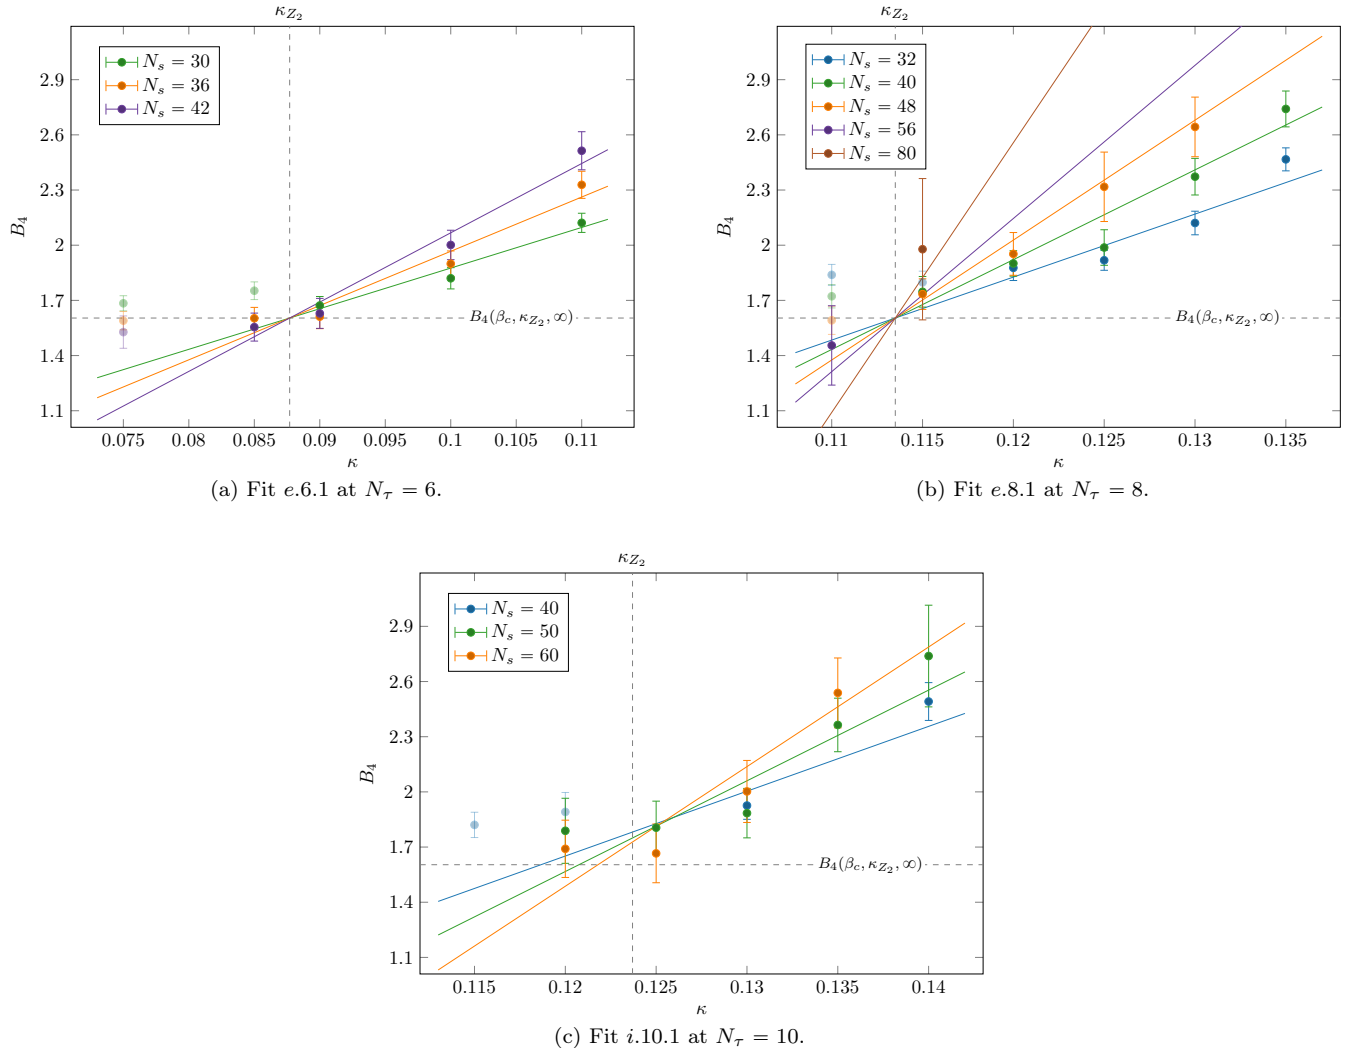 κ_{Z_2}
2.9
2.6
2.3
2
1.7
1.4
1.1
B_4
N_s = 30
N_s = 36
N_s = 42
B_4(β_c, κ_{Z_2}, ∞)
0.075 0.08 0.085 0.09 0.095 0.1 0.105 0.11
κ
(a) Fit e.6.1 at N_τ = 6.
κ_{Z_2}
2.9
2.6
2.3
2
1.7
1.4
1.1
B_4
N_s = 32
N_s = 40
N_s = 48
N_s = 56
N_s = 80
B_4(β_c, κ_{Z_2}, ∞)
0.11 0.115 0.12 0.125 0.13 0.135
κ
(b) Fit e.8.1 at N_τ = 8.
κ_{Z_2}
2.9
2.6
2.3
2
1.7
1.4
1.1
B_4
N_s = 40
N_s = 50
N_s = 60
B_4(β_c, κ_{Z_2}, ∞)
0.115 0.12 0.125 0.13 0.135 0.14
κ
(c) Fit i.10.1 at N_τ = 10.